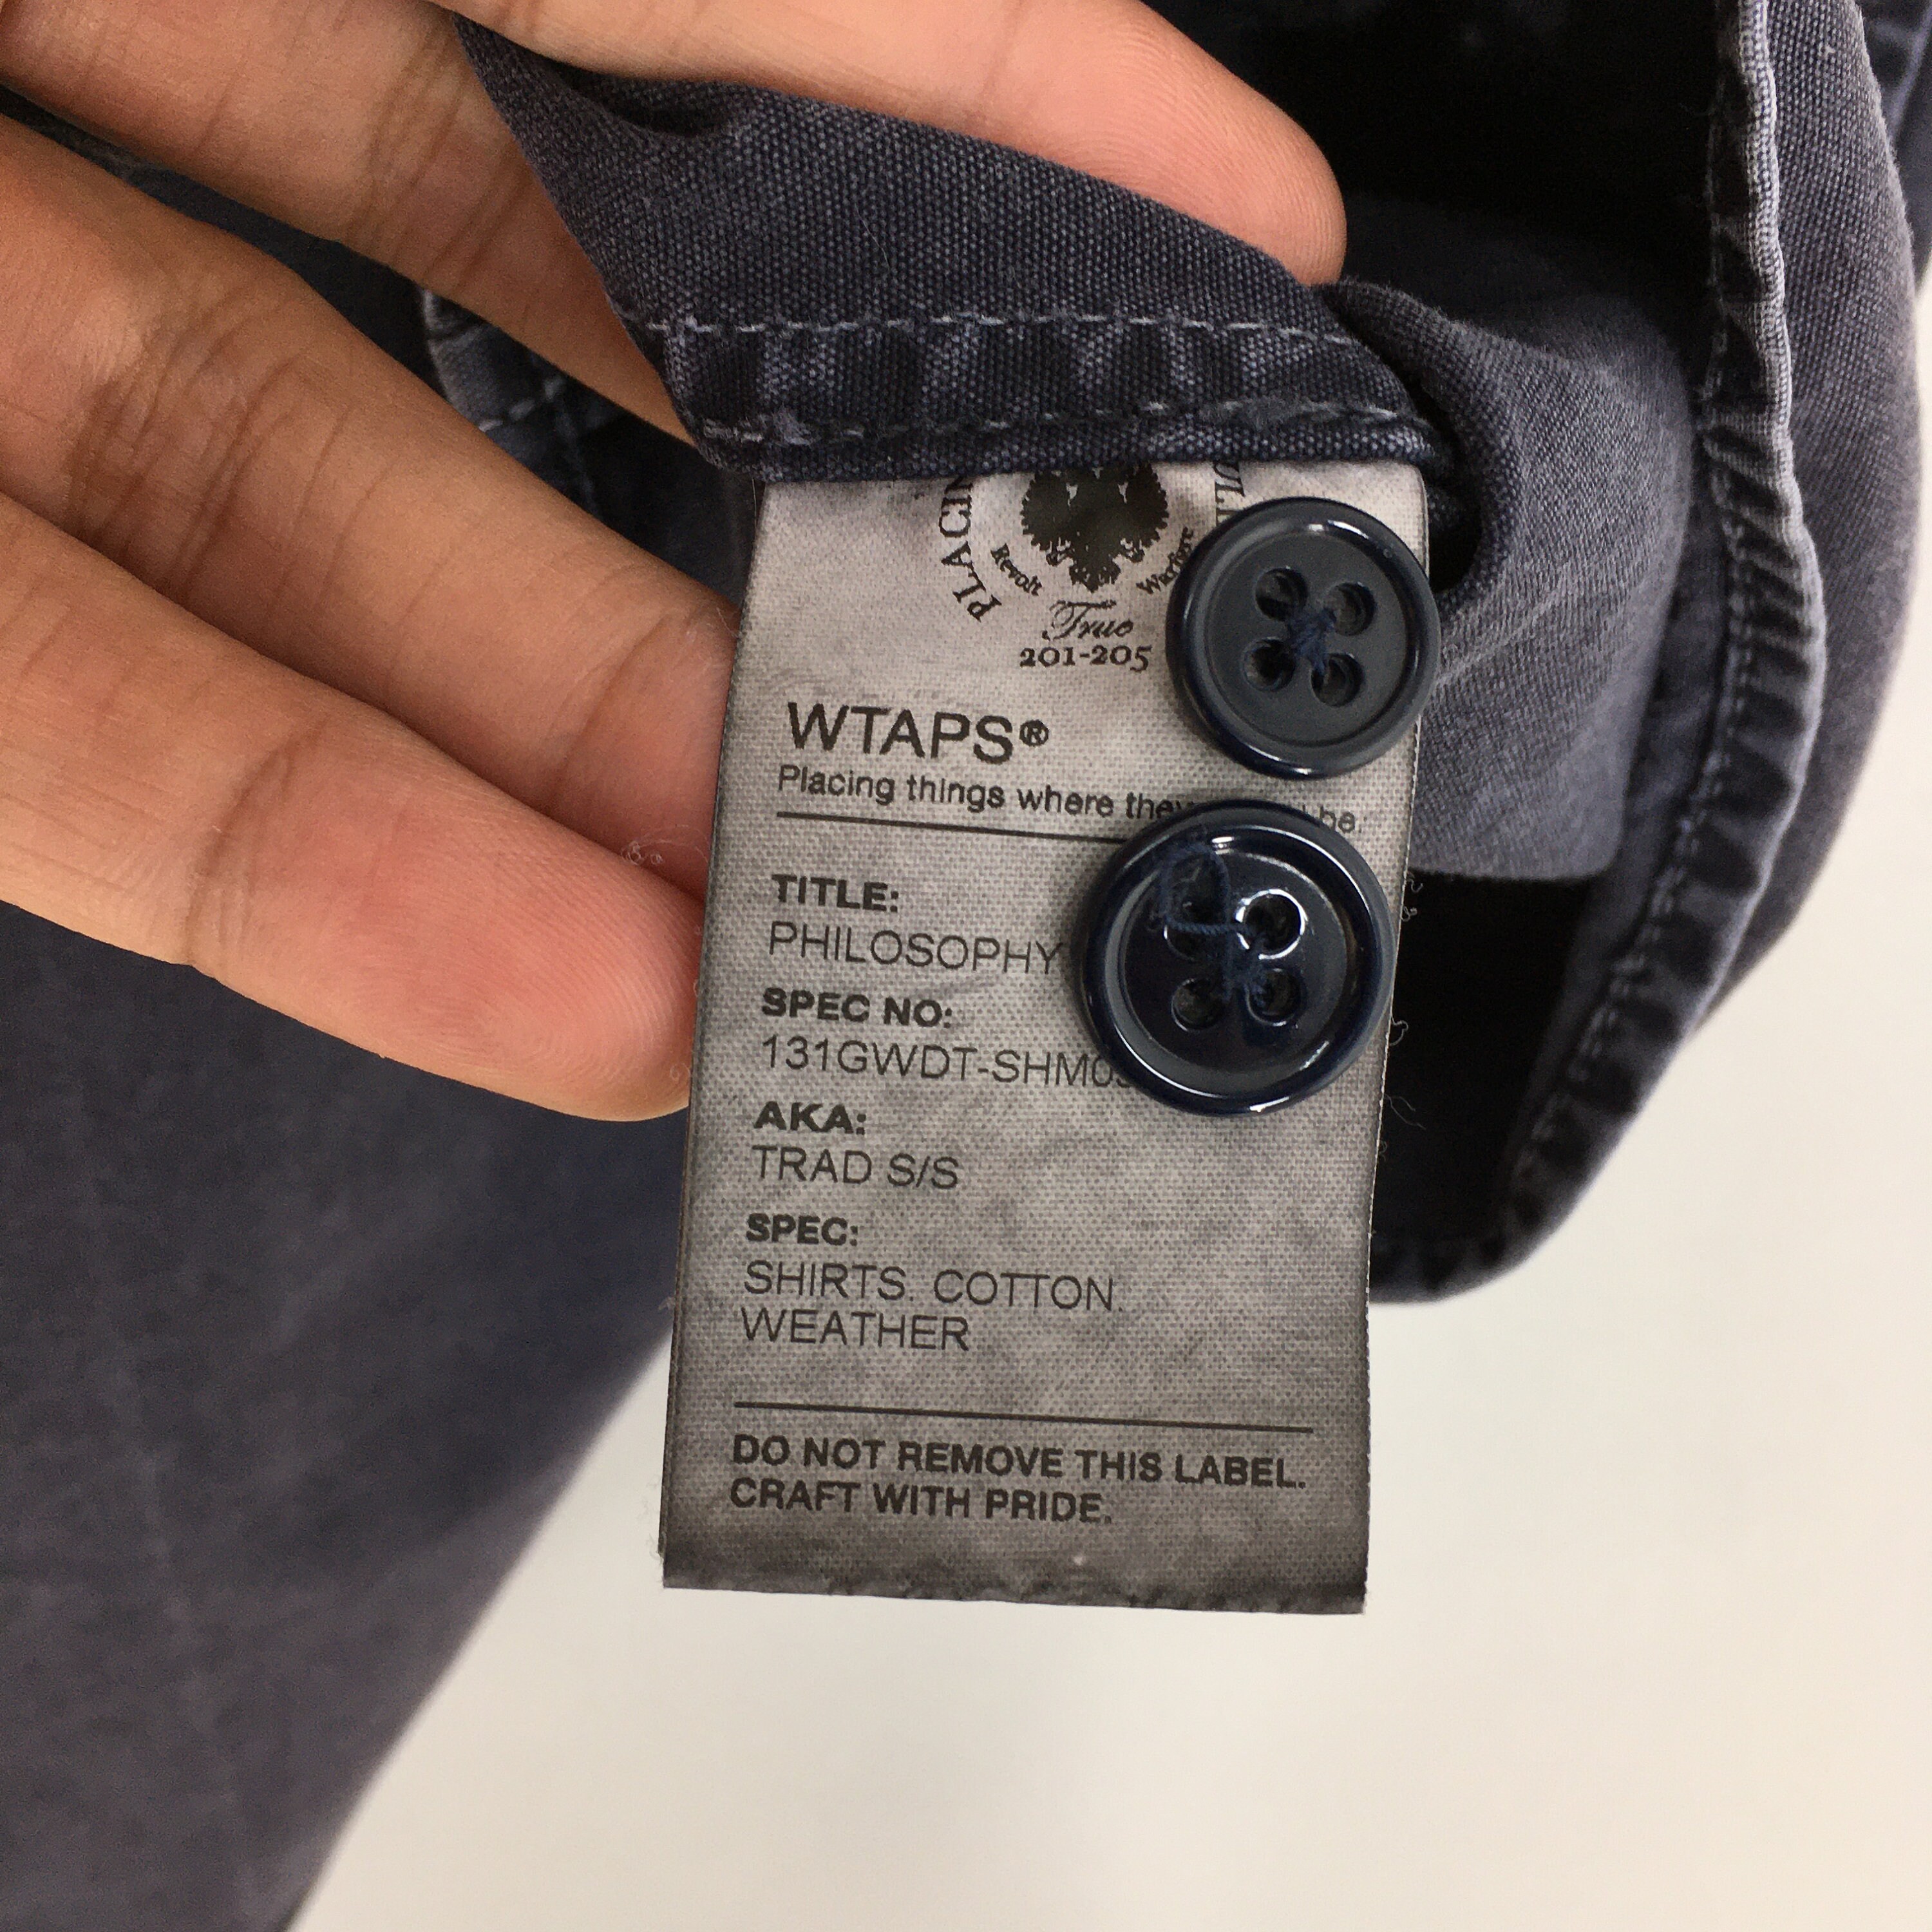 Revolt
Warfare
True
201-205
WTAPS®
Placing things where be.
TITLE:
PHILOSOPHY
SPEC NO:
131GWDT-SHM0
AKA:
TRAD S/S
SPEC:
SHIRTS. COTTON.
WEATHER
DO NOT REMOVE THIS LABEL.
CRAFT WITH PRIDE.